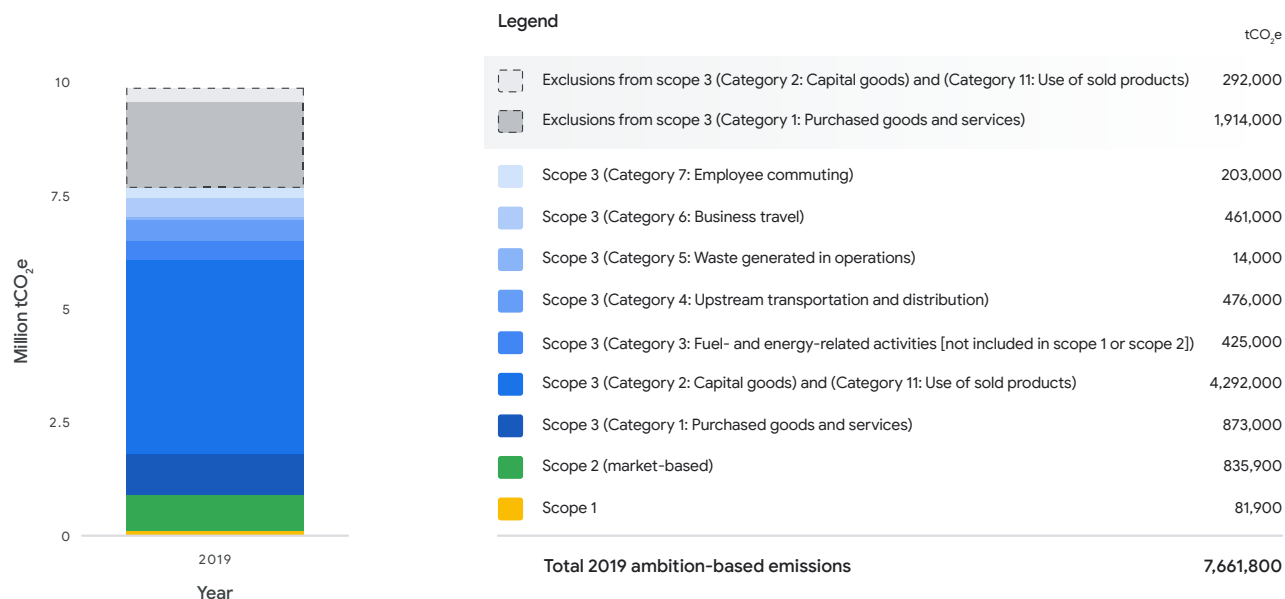 Legend
tCO₂e
Exclusions from scope 3 (Category 2: Capital goods) and (Category 11: Use of sold products) 292,000
Exclusions from scope 3 (Category 1: Purchased goods and services) 1,914,000
Scope 3 (Category 7: Employee commuting) 203,000
Scope 3 (Category 6: Business travel) 461,000
Scope 3 (Category 5: Waste generated in operations) 14,000
Scope 3 (Category 4: Upstream transportation and distribution) 476,000
Scope 3 (Category 3: Fuel- and energy-related activities [not included in scope 1 or scope 2]) 425,000
Scope 3 (Category 2: Capital goods) and (Category 11: Use of sold products) 4,292,000
Scope 3 (Category 1: Purchased goods and services) 873,000
Scope 2 (market-based) 835,900
Scope 1 81,900
Total 2019 ambition-based emissions 7,661,800
Million tCO₂e
10
7.5
5
2.5
0
2019
Year